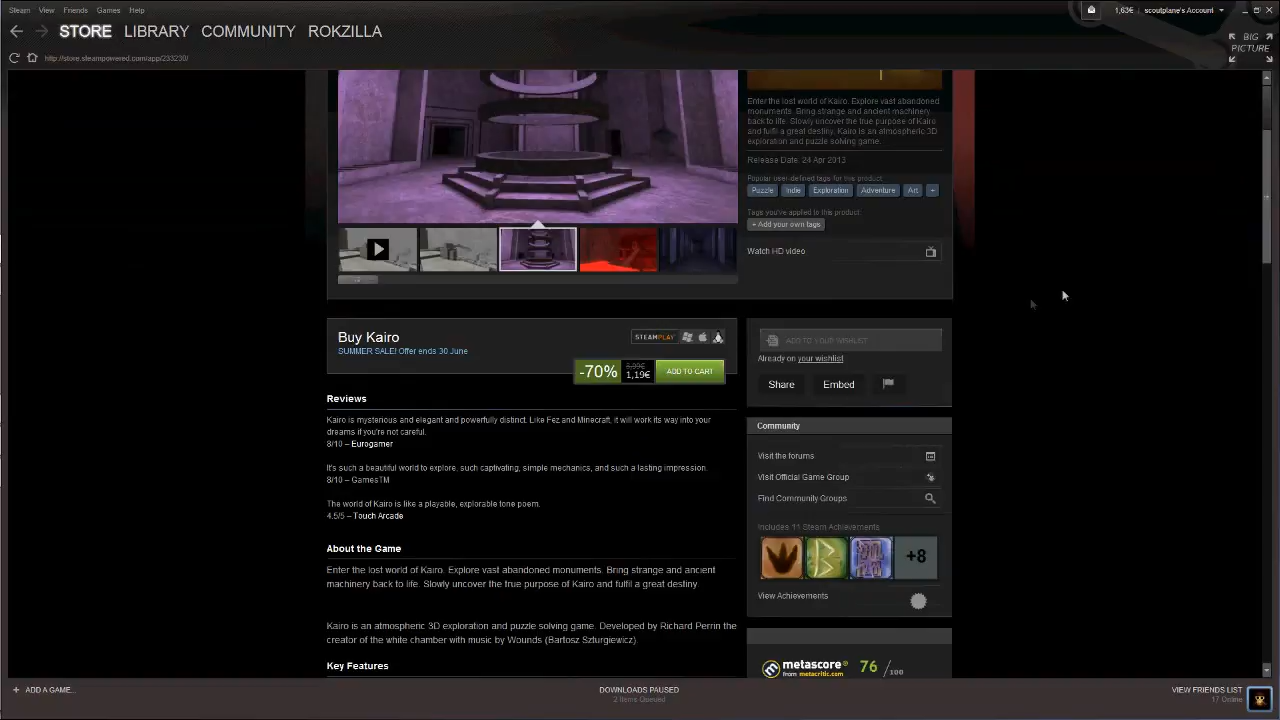 Steam View Friends Games Help
1,63€ scoutplane's Account
STORE LIBRARY COMMUNITY ROKZILLA
BIG PICTURE
http://store.steampowered.com/app/233230/
Enter the lost world of Kairo. Explore vast abandoned
monuments. Bring strange and ancient machinery
back to life. Slowly uncover the true purpose of Kairo
and fulfil a great destiny. Kairo is an atmospheric 3D
exploration and puzzle solving game.
Release Date: 24 Apr 2013
Popular user-defined tags for this product:
Puzzle Indie Exploration Adventure Art +
Tags you've applied to this product:
+ Add your own tags
Watch HD video
Buy Kairo
SUMMER SALE! Offer ends 30 June
STEAMPLAY
-70% 1,19€ ADD TO CART
ADD TO YOUR WISHLIST
Already on your wishlist
Share Embed
Reviews
Kairo is mysterious and elegant and powerfully distinct. Like Fez and Minecraft, it will work its way into your
dreams if you're not careful.
8/10 – Eurogamer
It's such a beautiful world to explore, such captivating, simple mechanics, and such a lasting impression.
8/10 – GamesTM
The world of Kairo is like a playable, explorable tone poem.
4.5/5 – Touch Arcade
Community
Visit the forums
Visit Official Game Group
Find Community Groups
Includes 11 Steam Achievements
+8
View Achievements
About the Game
Enter the lost world of Kairo. Explore vast abandoned monuments. Bring strange and ancient
machinery back to life. Slowly uncover the true purpose of Kairo and fulfil a great destiny.
Kairo is an atmospheric 3D exploration and puzzle solving game. Developed by Richard Perrin the
creator of the white chamber with music by Wounds (Bartosz Szturgiewicz).
Key Features
metascore® 76 /100
from metacritic.com
+ ADD A GAME...
DOWNLOADS PAUSED
2 Items Queued
VIEW FRIENDS LIST
17 Online